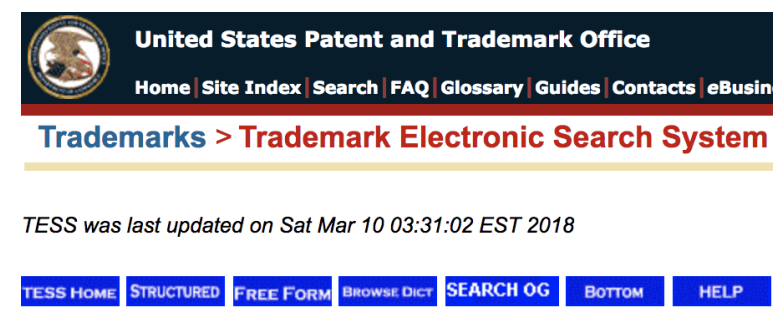 United States Patent and Trademark Office
Home | Site Index | Search | FAQ | Glossary | Guides | Contacts | eBusin
Trademarks > Trademark Electronic Search System
TESS was last updated on Sat Mar 10 03:31:02 EST 2018
TESS HOME STRUCTURED FREE FORM BROWSE DICT SEARCH OG BOTTOM HELP